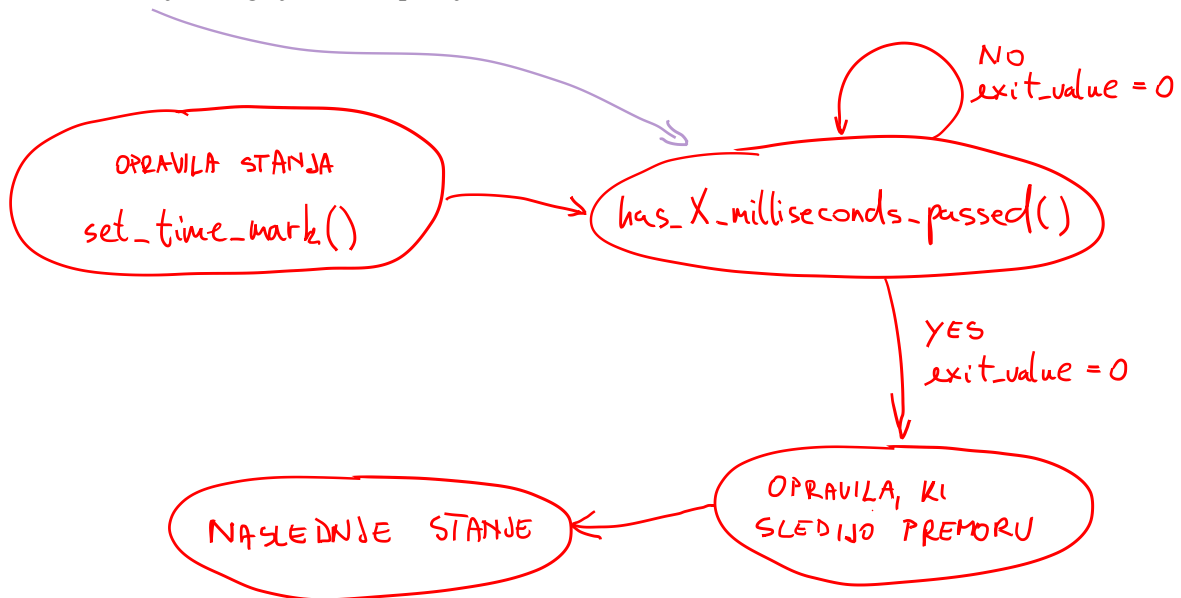 NO
exit_value = 0
OPRAVILA STANJA
set_time_mark()
has_X_milliseconds_passed()
YES
exit_value = 0
OPRAVILA, KI
SLEDIJO PREMORU
NASLEDNJE STANJE